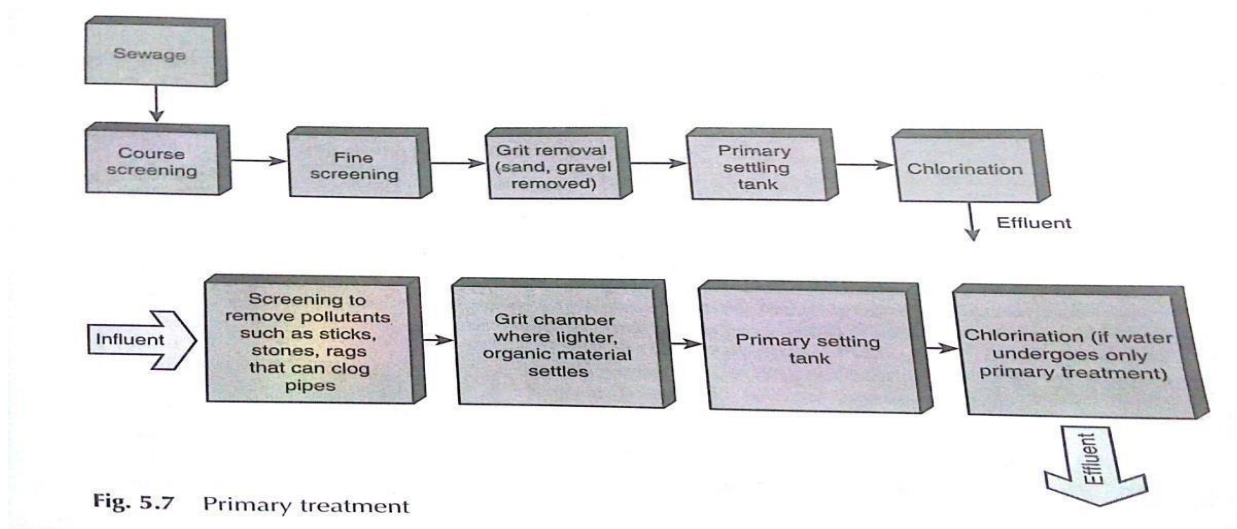 Sewage
Course
screening
Fine
screening
Grit removal
(sand, gravel
removed)
Primary
settling
tank
Chlorination
Effluent
Influent
Screening to
remove pollutants
such as sticks,
stones, rags
that can clog
pipes
Grit chamber
where lighter,
organic material
settles
Primary setting
tank
Chlorination (if water
undergoes only
primary treatment)
Effluent
Fig. 5.7 Primary treatment